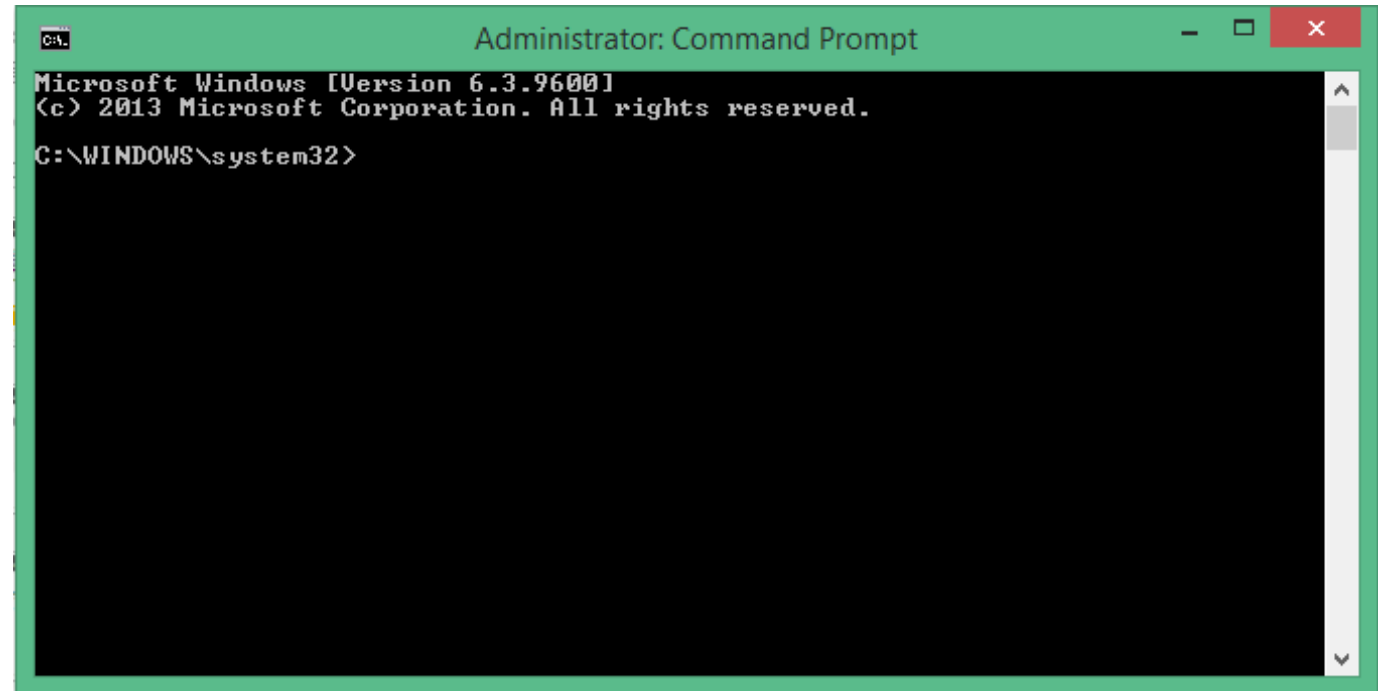 Administrator: Command Prompt
Microsoft Windows [Version 6.3.9600]
(c) 2013 Microsoft Corporation. All rights reserved.
C:\WINDOWS\system32>